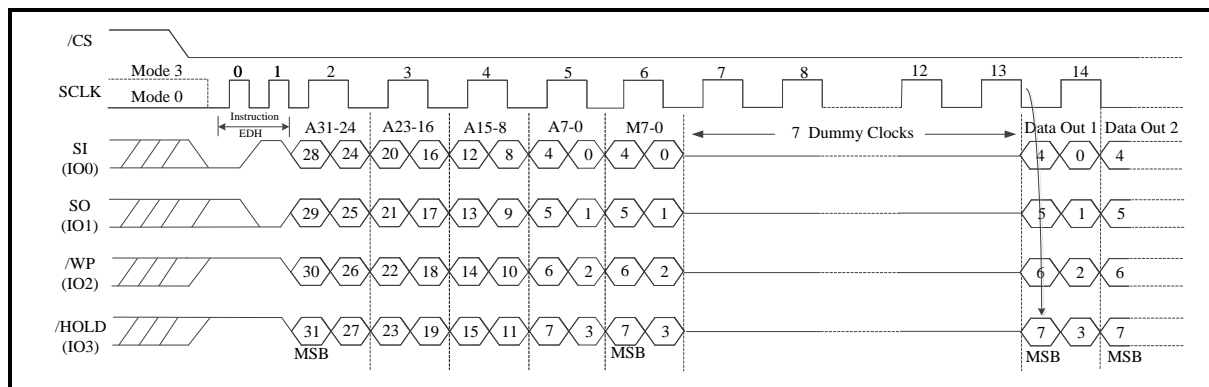 /CS
Mode 3 0 1 2 3 4 5 6 7 8 12 13 14
SCLK Mode 0
Instruction
EDH A31-24 A23-16 A15-8 A7-0 M7-0 7 Dummy Clocks Data Out 1 Data Out 2
SI
(IO0) 28 24 20 16 12 8 4 0 4 0 4 0 4
SO
(IO1) 29 25 21 17 13 9 5 1 5 1 5 1 5
/WP
(IO2) 30 26 22 18 14 10 6 2 6 2 6 2 6
/HOLD
(IO3) 31 27 23 19 15 11 7 3 7 3 7 3 7
MSB MSB MSB MSB